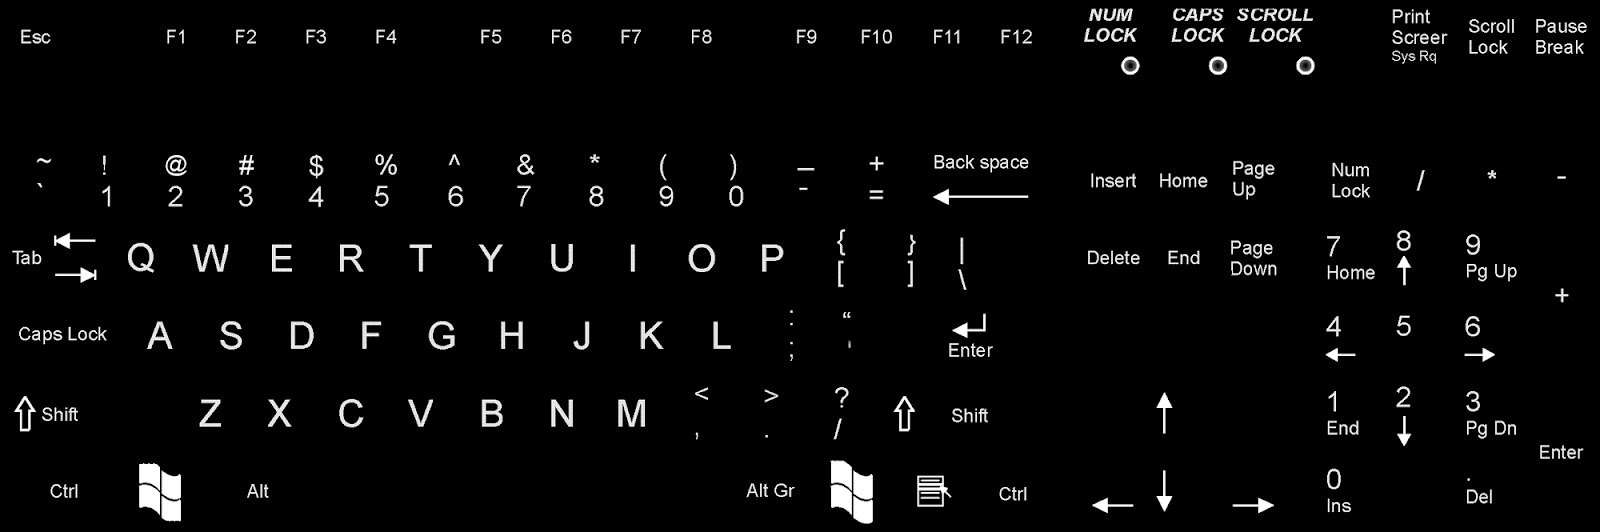 Esc F1 F2 F3 F4 F5 F6 F7 F8 F9 F10 F11 F12
NUM LOCK
CAPS LOCK
SCROLL LOCK
Print
Screer
Sys Rq
Scroll
Lock
Pause
Break
~ ! @ # $ % ^ & * ( ) _ + Back space
` 1 2 3 4 5 6 7 8 9 0 - =
Insert Home
Page
Up
Num
Lock
/ * -
Tab Q W E R T Y U I O P
{ } |
[ ] \
Delete End
Page
Down
7 8 9
Home Pg Up
+
Caps Lock A S D F G H J K L
: “
; '
Enter
4 5 6
Shift Z X C V B N M
< > ?
, . /
Shift
1 2 3
End Pg Dn
Enter
Ctrl Alt Alt Gr Ctrl
0 .
Ins Del